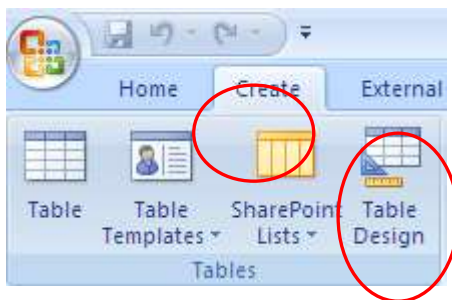 Home Create External
Table Table SharePoint Table
Templates Lists Design
Tables